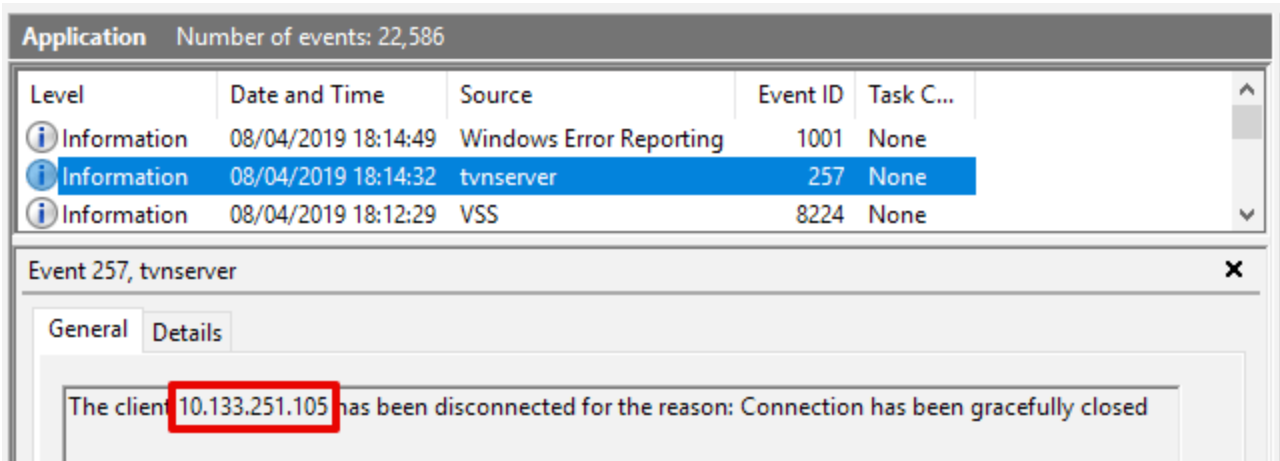 Application Number of events: 22,586
Level Date and Time Source Event ID Task C...
Information 08/04/2019 18:14:49 Windows Error Reporting 1001 None
Information 08/04/2019 18:14:32 tvnserver 257 None
Information 08/04/2019 18:12:29 VSS 8224 None
Event 257, tvnserver
General Details
The client 10.133.251.105 has been disconnected for the reason: Connection has been gracefully closed